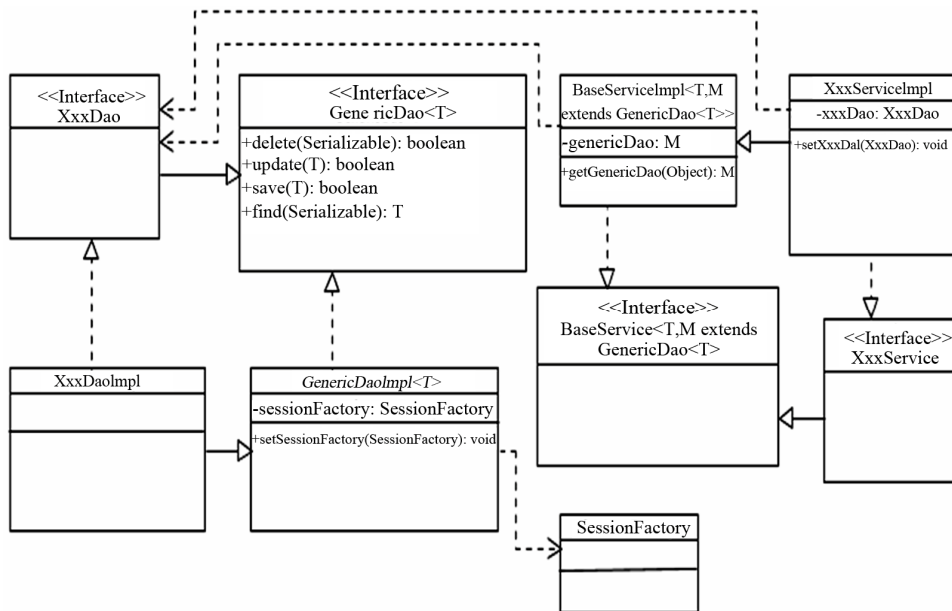 <<Interface>>
XxxDao
<<Interface>>
Gene ricDao<T>
+delete(Serializable): boolean
+update(T): boolean
+save(T): boolean
+find(Serializable): T
BaseServiceImpl<T,M
extends GenericDao<T>>
-genericDao: M
+getGenericDao(Object): M
XxxServiceImpl
-xxxDao: XxxDao
+setXxxDal(XxxDao): void
<<Interface>>
BaseService<T,M extends
GenericDao<T>
<<Interface>>
XxxService
XxxDaolmpl
GenericDaolmpl<T>
-sessionFactory: SessionFactory
+setSessionFactory(SessionFactory): void
SessionFactory